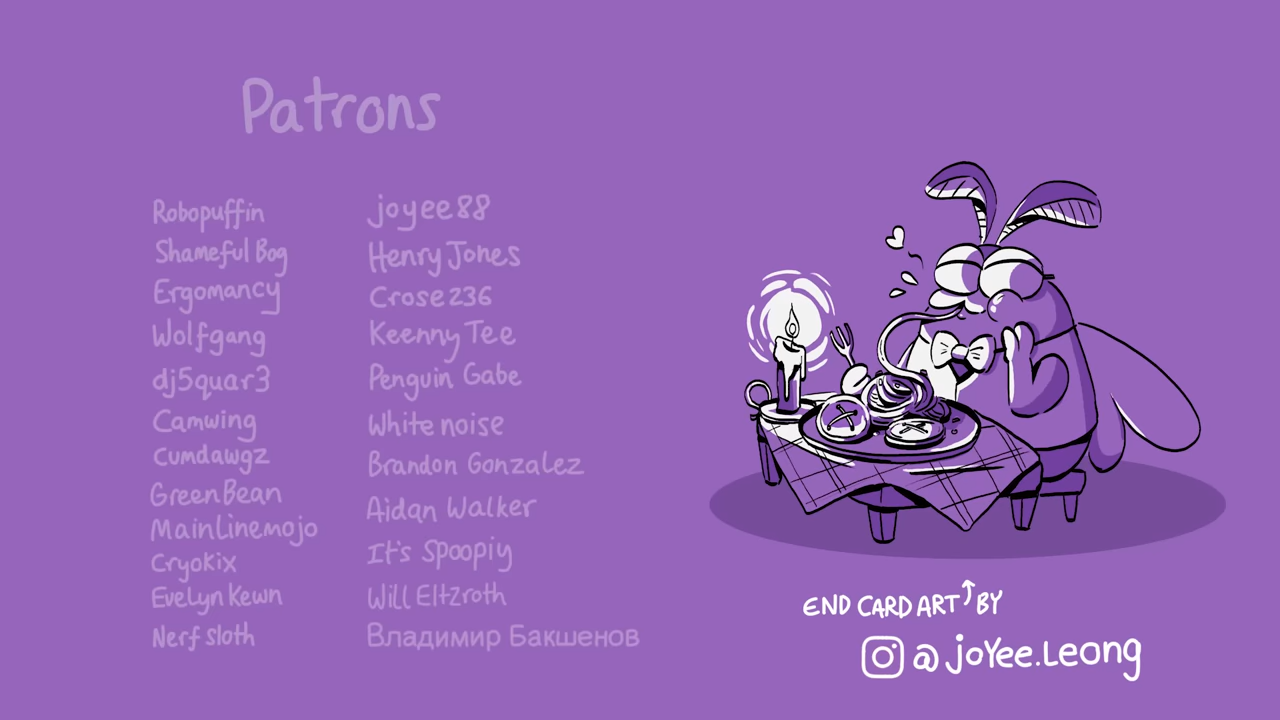 Patrons
Robopuffin
Shameful Bog
Ergomancy
Wolfgang
dj5quar3
Camwing
Cumdawgz
GreenBean
MainLinemojo
Cryokix
Evelyn Kewn
Nerf sloth
joyee88
Henry Jones
Crose236
Keenny Tee
Penguin Gabe
White noise
Brandon Gonzalez
Aidan Walker
It's Spoopiy
Will Eltzroth
Владимир Бакшенов
END CARD ART BY
@joYee.Leong